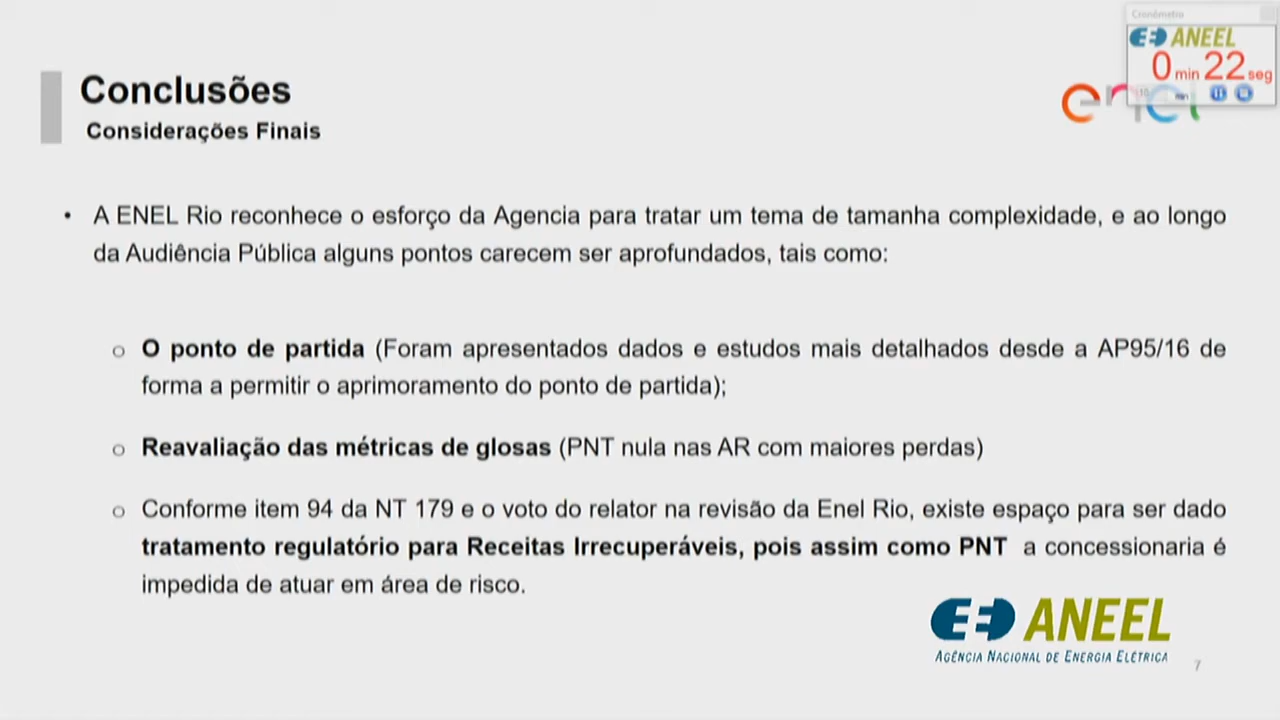 Cronômetro
ANEEL
0 min 22 seg
min
enel
Conclusões
Considerações Finais
• A ENEL Rio reconhece o esforço da Agencia para tratar um tema de tamanha complexidade, e ao longo
da Audiência Pública alguns pontos carecem ser aprofundados, tais como:
o O ponto de partida (Foram apresentados dados e estudos mais detalhados desde a AP95/16 de
forma a permitir o aprimoramento do ponto de partida);
o Reavaliação das métricas de glosas (PNT nula nas AR com maiores perdas)
o Conforme item 94 da NT 179 e o voto do relator na revisão da Enel Rio, existe espaço para ser dado
tratamento regulatório para Receitas Irrecuperáveis, pois assim como PNT a concessionaria é
impedida de atuar em área de risco.
ANEEL
AGÊNCIA NACIONAL DE ENERGIA ELÉTRICA
7